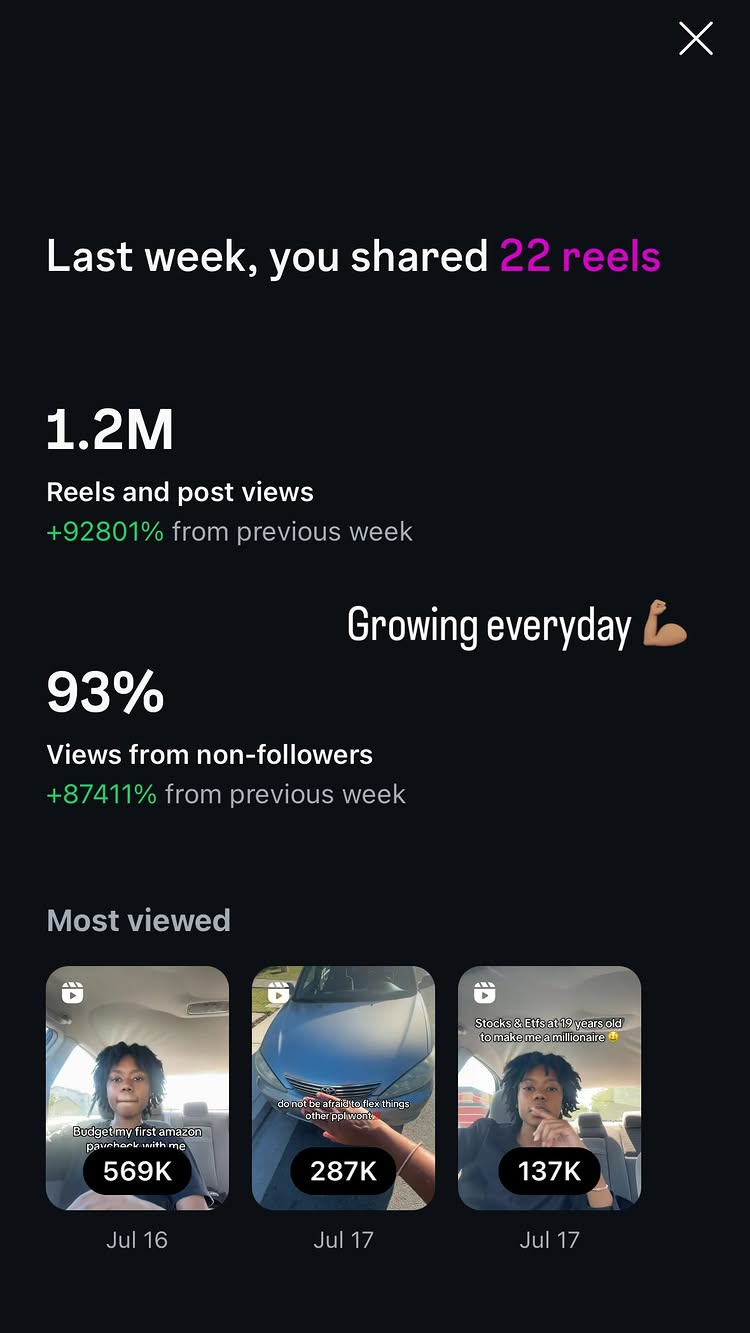 Last week, you shared 22 reels
1.2M
Reels and post views
+92801% from previous week
Growing everyday 💪🏽
93%
Views from non-followers
+87411% from previous week
Most viewed
Budget my first amazon
paycheck with me
569K
Jul 16
do not be afraid to flex things
other ppl wont
287K
Jul 17
Stocks & Etfs at 19 years old
to make me a millionaire 🤑
137K
Jul 17